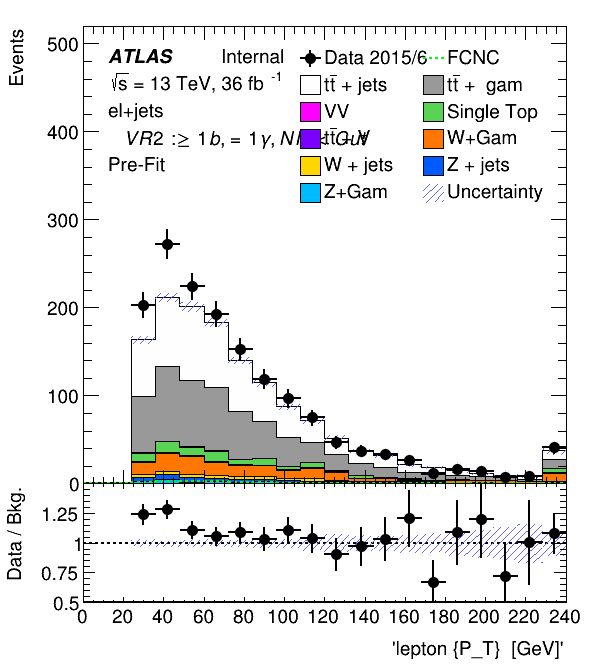 Events
ATLAS Internal
√s = 13 TeV, 36 fb -1
el+jets
VR2 :≥ 1b, = 1γ,
Pre-Fit
Data 2015/6 FCNC
tt̄ + jets tt̄ + gam
VV Single Top
W+Gam
W + jets Z + jets
Z+Gam Uncertainty
500
400
300
200
100
0
Data / Bkg.
1.25
1
0.75
0.5
0 20 40 60 80 100 120 140 160 180 200 220 240
'lepton {P_T} [GeV]'